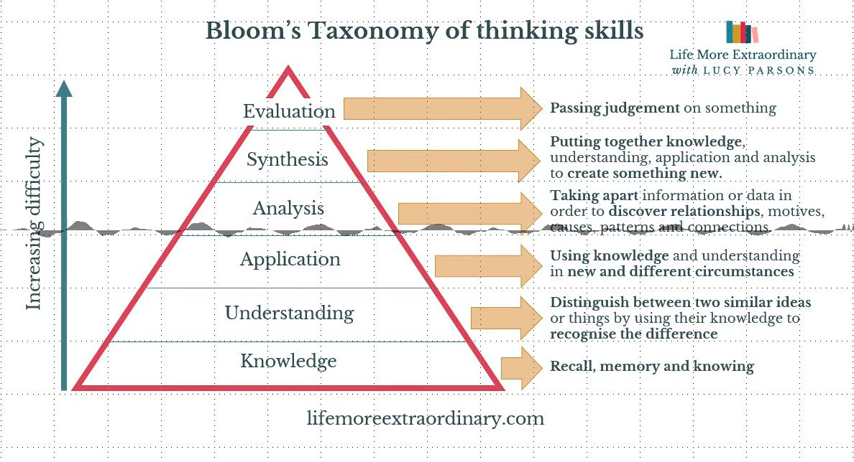 Bloom's Taxonomy of thinking skills
Life More Extraordinary
with LUCY PARSONS
Increasing difficulty
Evaluation
Passing judgement on something
Synthesis
Putting together knowledge,
understanding, application and analysis
to create something new.
Analysis
Taking apart information or data in
order to discover relationships, motives,
causes, patterns and connections.
Application
Using knowledge and understanding
in new and different circumstances
Understanding
Distinguish between two similar ideas
or things by using their knowledge to
recognise the difference
Knowledge
Recall, memory and knowing
lifemoreextraordinary.com